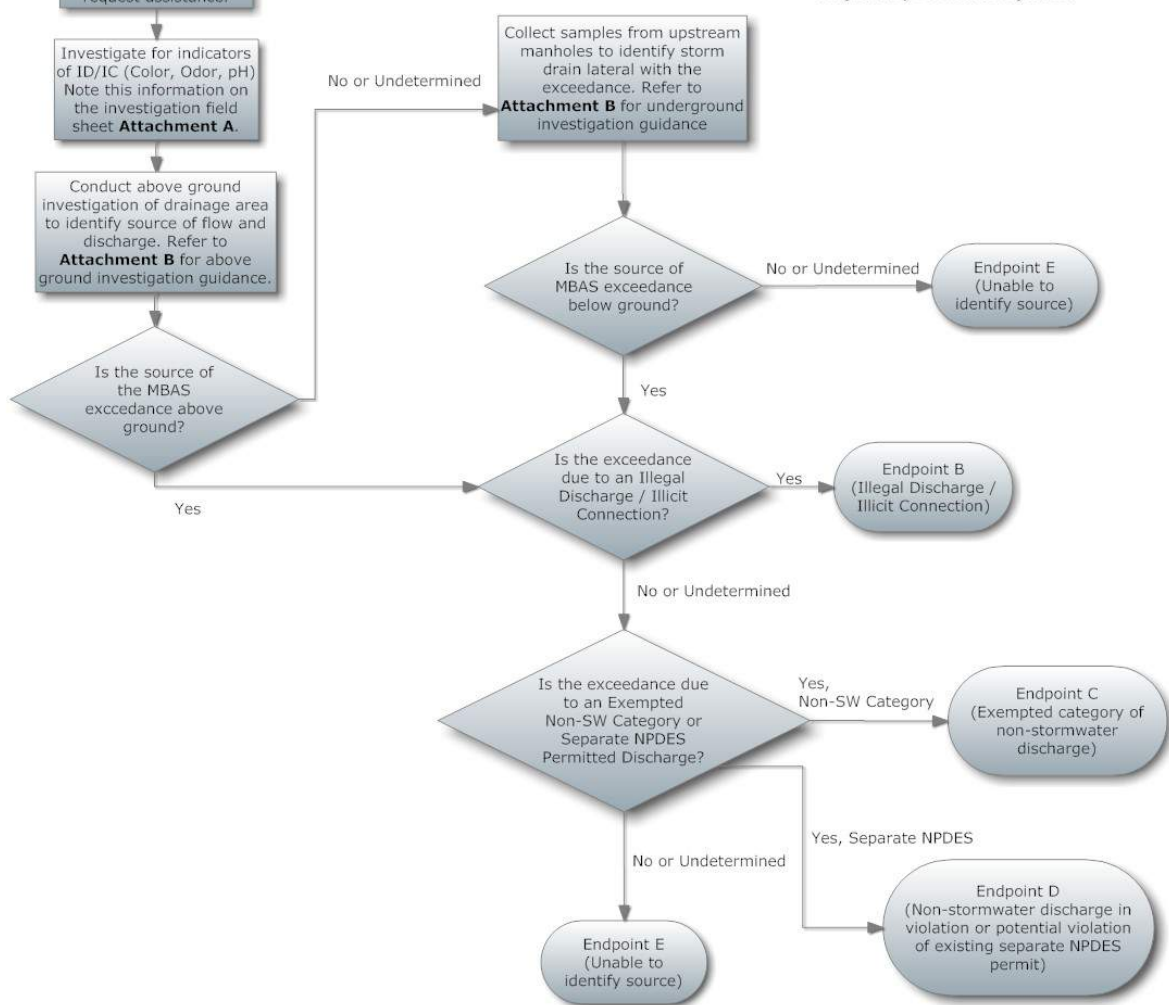 request assistance.
Investigate for indicators
of ID/IC (Color, Odor, pH)
Note this information on
the investigation field
sheet Attachment A.
Conduct above ground
investigation of drainage area
to identify source of flow and
discharge. Refer to
Attachment B for above
ground investigation guidance.
Is the source of
the MBAS
exccedance above
ground?
No or Undetermined
Yes
Collect samples from upstream
manholes to identify storm
drain lateral with the
exceedance. Refer to
Attachment B for underground
investigation guidance
Is the source of
MBAS exceedance
below ground?
No or Undetermined
Endpoint E
(Unable to
identify source)
Yes
Is the exceedance
due to an Illegal
Discharge / Illicit
Connection?
Yes
Endpoint B
(Illegal Discharge /
Illicit Connection)
No or Undetermined
Is the exceedance due
to an Exempted
Non-SW Category or
Separate NPDES
Permitted Discharge?
Yes,
Non-SW Category
Endpoint C
(Exempted category of
non-stormwater
discharge)
Yes, Separate NPDES
Endpoint D
(Non-stormwater discharge in
violation or potential violation
of existing separate NPDES
permit)
No or Undetermined
Endpoint E
(Unable to
identify source)